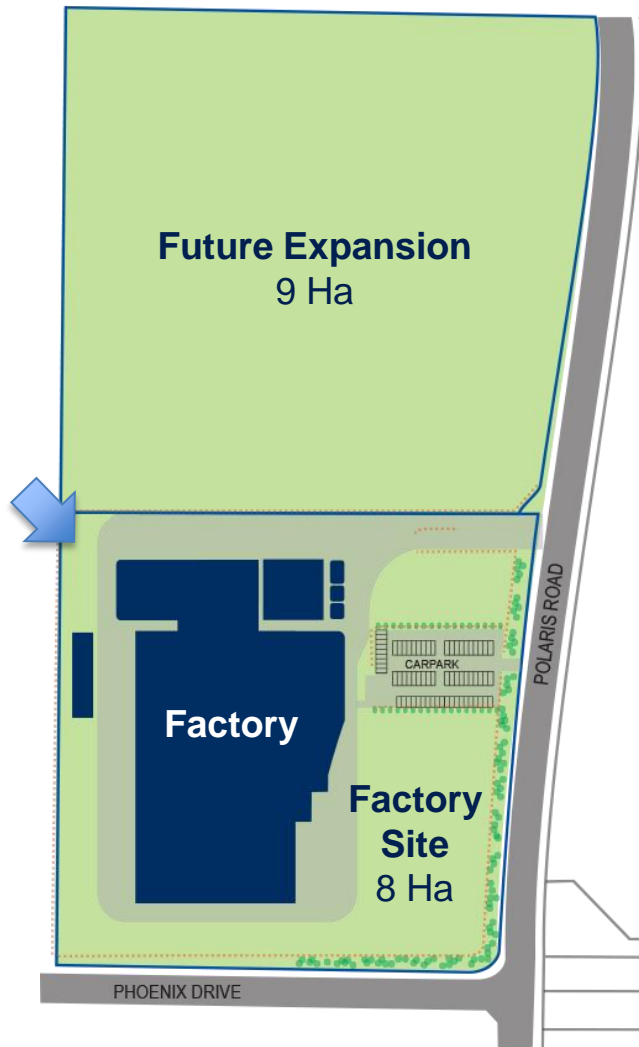 Future Expansion
9 Ha
POLARIS ROAD
CARPARK
Factory
Factory
Site
8 Ha
PHOENIX DRIVE